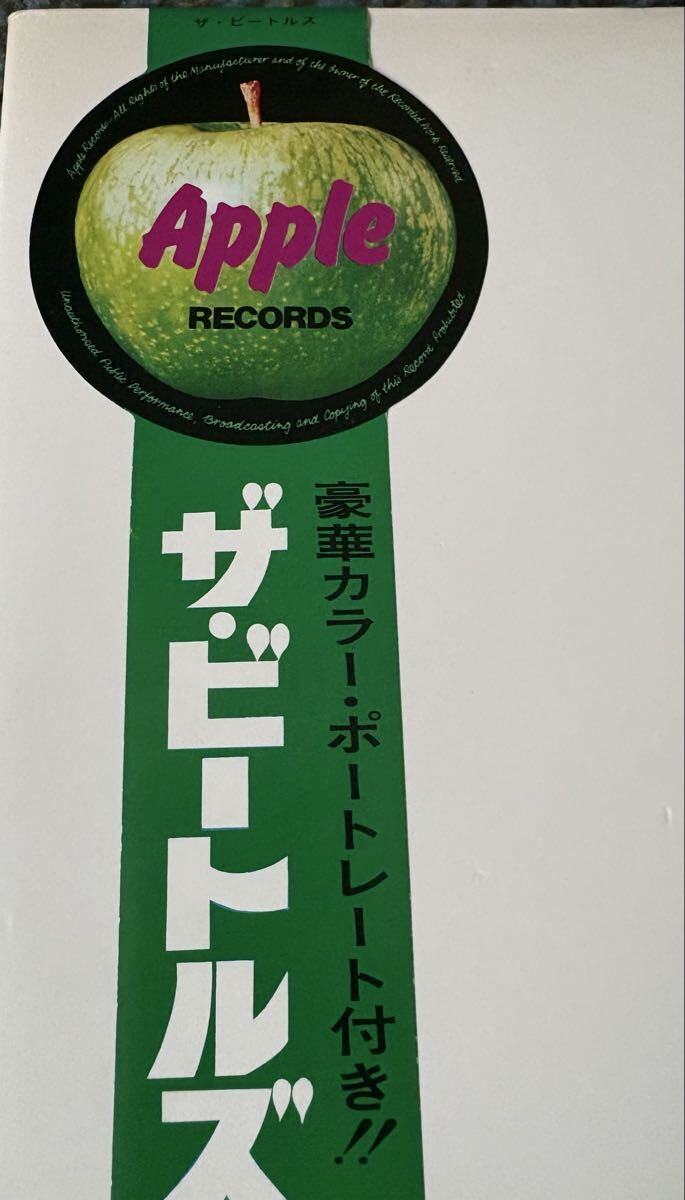 ザ・ビートルズ
Apple Records-All Rights of the Manufacturer and of the Owner of the Recorded Work Reserved
Apple
RECORDS
Unauthorised Public Performance, Broadcasting and Copying of this Record Prohibited
豪華カラー・ポートレート付き!!
ザ・ビートルズ